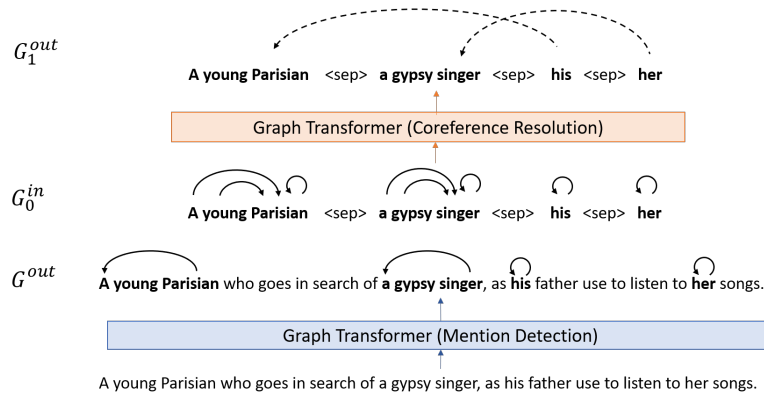 G_1^{out}
A young Parisian <sep> a gypsy singer <sep> his <sep> her
Graph Transformer (Coreference Resolution)
G_0^{in}
A young Parisian <sep> a gypsy singer <sep> his <sep> her
G^{out}
A young Parisian who goes in search of a gypsy singer, as his father use to listen to her songs.
Graph Transformer (Mention Detection)
A young Parisian who goes in search of a gypsy singer, as his father use to listen to her songs.